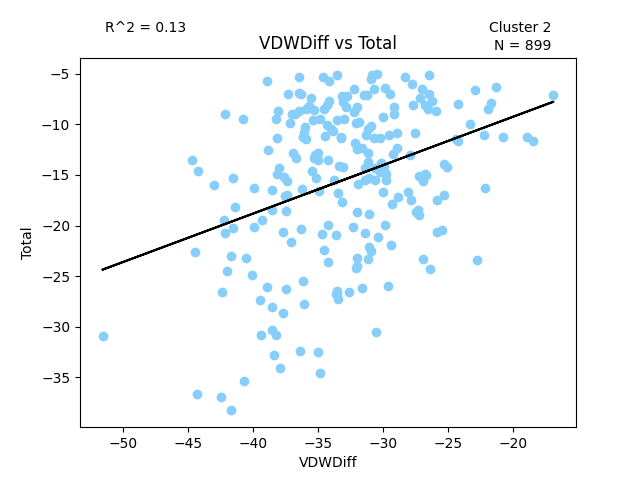 R^2 = 0.13
Cluster 2
N = 899
VDWDiff vs Total
Total
−5
−10
−15
−20
−25
−30
−35
−50
−45
−40
−35
−30
−25
−20
VDWDiff